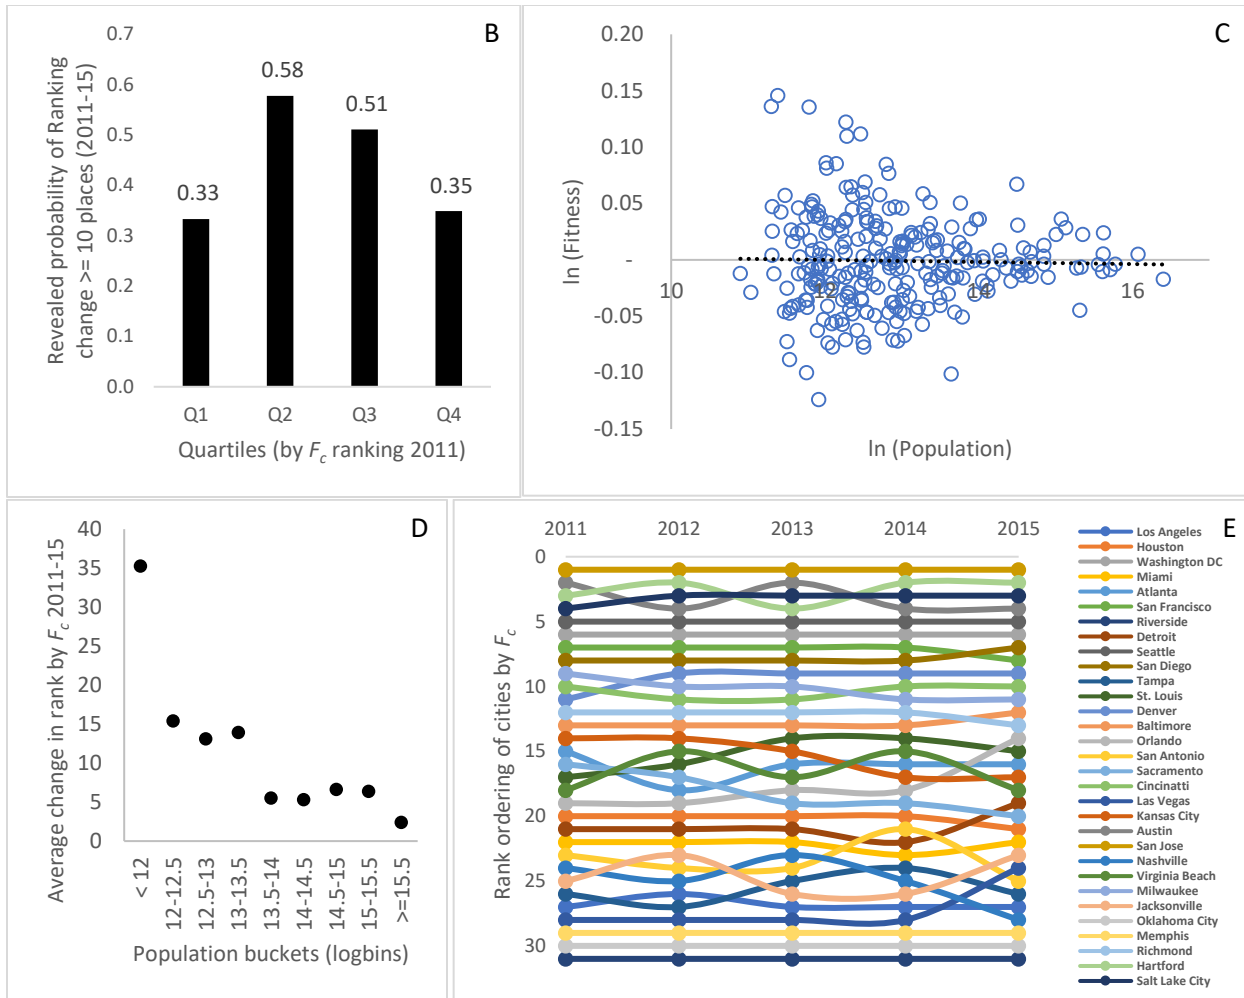 B
Revealed probability of Ranking
change >= 10 places (2011-15)
0.7
0.6
0.5
0.4
0.3
0.2
0.1
0.0
0.33
0.58
0.51
0.35
Q1 Q2 Q3 Q4
Quartiles (by Fc ranking 2011)
C
ln (Fitness)
0.20
0.15
0.10
0.05
-
-0.05
-0.10
-0.15
10 12 14 16
ln (Population)
D
Average change in rank by Fc 2011-15
40
35
30
25
20
15
10
5
0
< 12
12-12.5
12.5-13
13-13.5
13.5-14
14-14.5
14.5-15
15-15.5
>=15.5
Population buckets (logbins)
E
2011 2012 2013 2014 2015
Rank ordering of cities by Fc
0
5
10
15
20
25
30
Los Angeles
Houston
Washington DC
Miami
Atlanta
San Francisco
Riverside
Detroit
Seattle
San Diego
Tampa
St. Louis
Denver
Baltimore
Orlando
San Antonio
Sacramento
Cincinatti
Las Vegas
Kansas City
Austin
San Jose
Nashville
Virginia Beach
Milwaukee
Jacksonville
Oklahoma City
Memphis
Richmond
Hartford
Salt Lake City